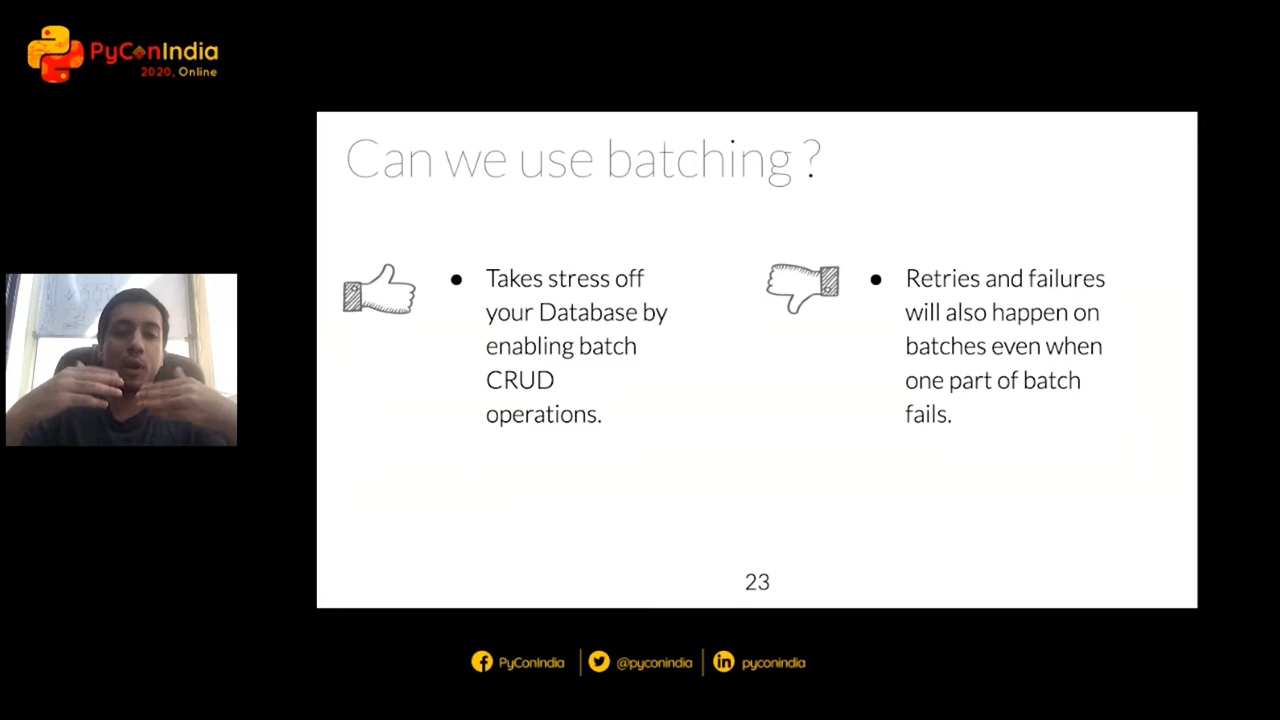 PyConIndia
2020, Online
Can we use batching ?
● Takes stress off
your Database by
enabling batch
CRUD
operations.
● Retries and failures
will also happen on
batches even when
one part of batch
fails.
23
PyConIndia
@pyconindia
pyconindia